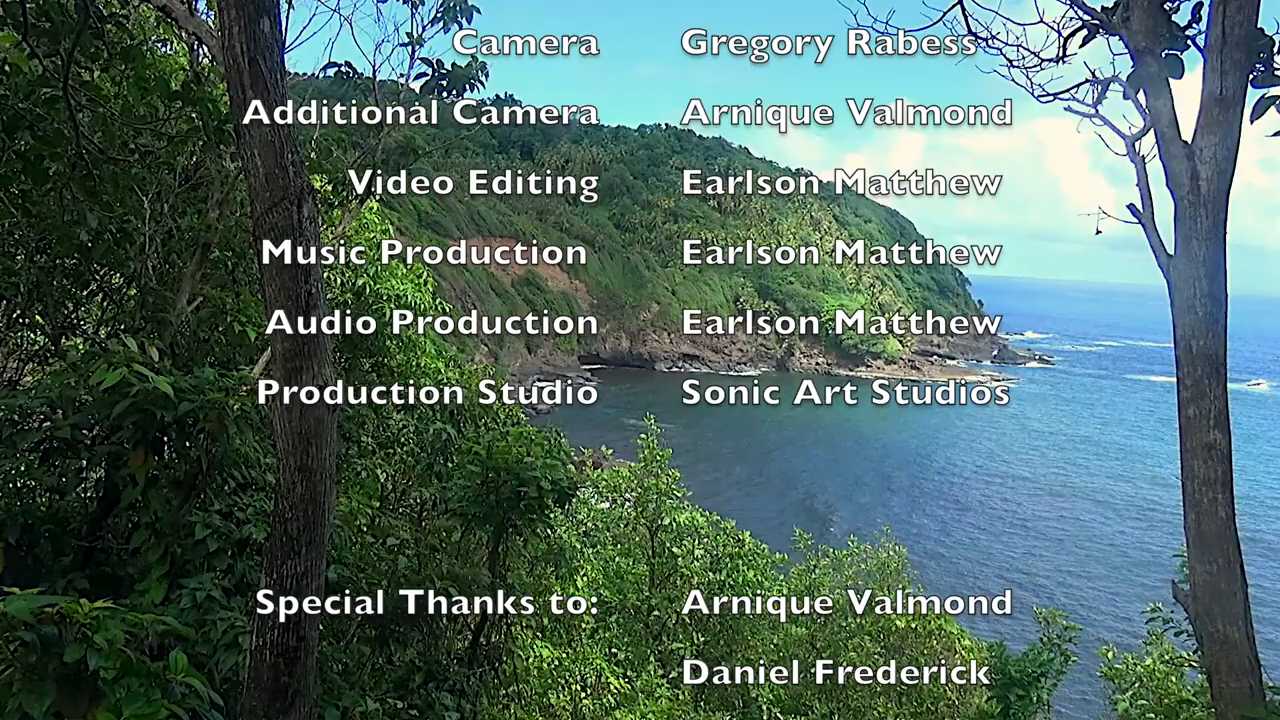 Camera Gregory Rabess
Additional Camera Arnique Valmond
Video Editing Earlson Matthew
Music Production Earlson Matthew
Audio Production Earlson Matthew
Production Studio Sonic Art Studios
Special Thanks to: Arnique Valmond
Daniel Frederick